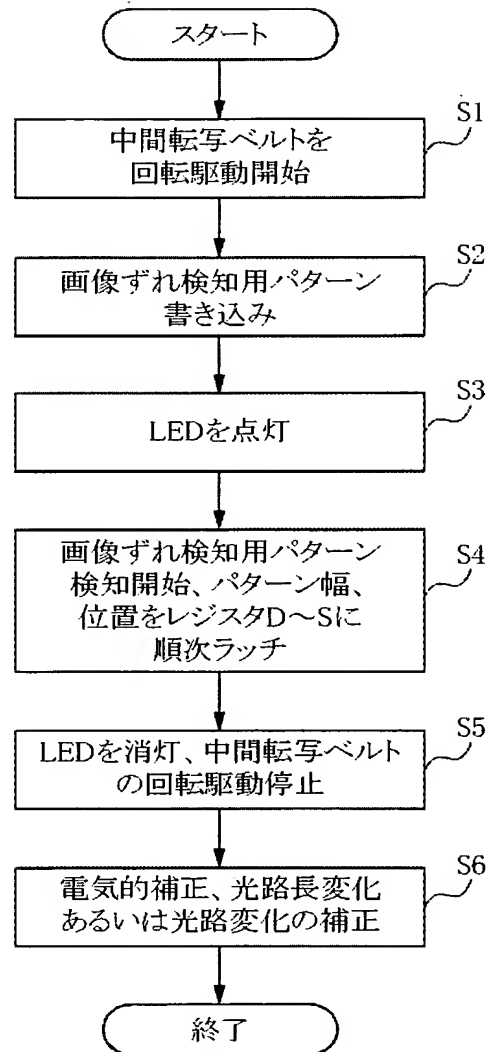 スタート
S1
中間転写ベルトを
回転駆動開始
S2
画像ずれ検知用パターン
書き込み
S3
LEDを点灯
S4
画像ずれ検知用パターン
検知開始、パターン幅、
位置をレジスタD～Sに
順次ラッチ
S5
LEDを消灯、中間転写ベルト
の回転駆動停止
S6
電気的補正、光路長変化
あるいは光路変化の補正
終了